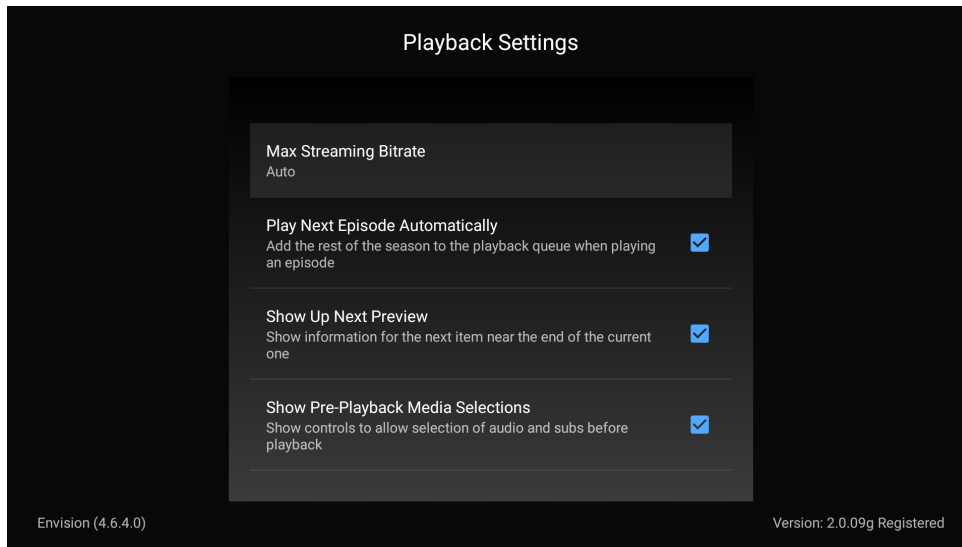 Playback Settings
Max Streaming Bitrate
Auto
Play Next Episode Automatically
Add the rest of the season to the playback queue when playing
an episode
Show Up Next Preview
Show information for the next item near the end of the current
one
Show Pre-Playback Media Selections
Show controls to allow selection of audio and subs before
playback
Envision (4.6.4.0)
Version: 2.0.09g Registered